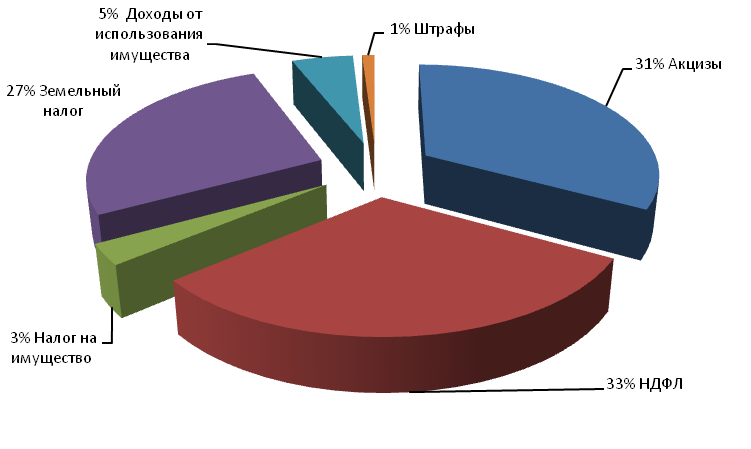 5% Доходы от
использования
имущества
1% Штрафы
31% Акцизы
27% Земельный
налог
3% Налог на
имущество
33% НДФЛ